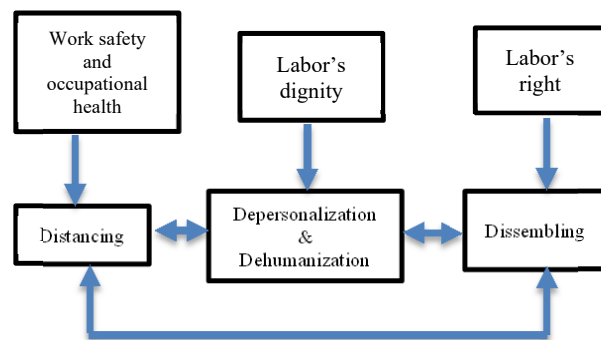 Work safety
and
occupational
health
Labor’s
dignity
Labor’s
right
Distancing
Depersonalization
&
Dehumanization
Dissembling